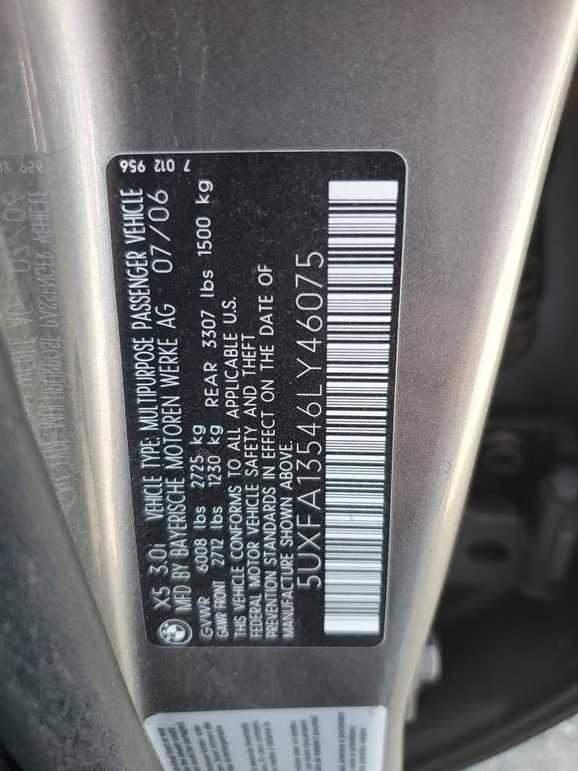 X5 3.0i VEHICLE TYPE: MULTIPURPOSE PASSENGER VEHICLE
MFD BY BAYERISCHE MOTOREN WERKE AG 07/06
GVWR 6008 lbs 2725 kg
GAWR FRONT 2712 lbs 1230 kg REAR 3307 lbs 1500 kg
THIS VEHICLE CONFORMS TO ALL APPLICABLE U.S.
FEDERAL MOTOR VEHICLE SAFETY AND THEFT
PREVENTION STANDARDS IN EFFECT ON THE DATE OF
MANUFACTURE SHOWN ABOVE.
5UXFA13546LY46075
7 012 956